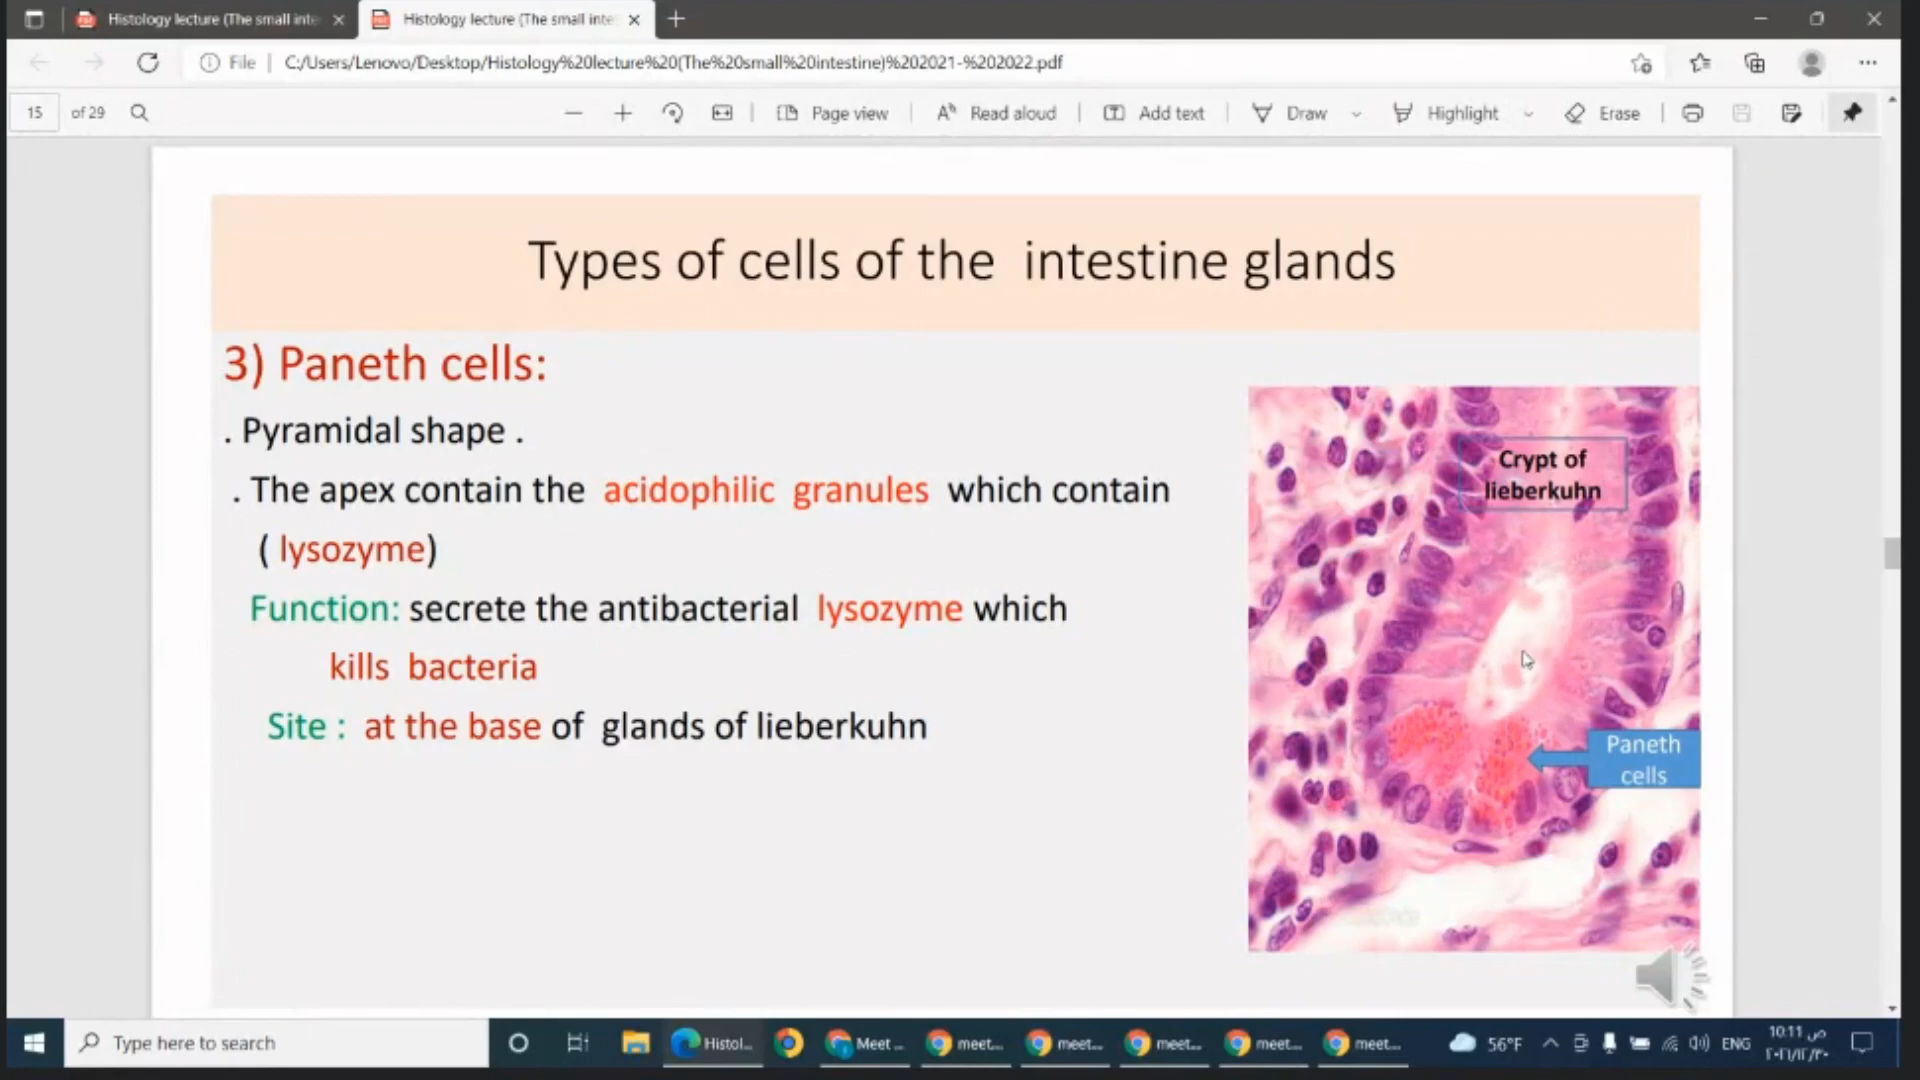 Histology lecture (The small inte
Histology lecture (The small inte
File
C:/Users/Lenovo/Desktop/Histology%20lecture%20(The%20small%20intestine)%202021-%202022.pdf
15 of 29
Page view
Read aloud
Add text
Draw
Highlight
Erase
Types of cells of the intestine glands
3) Paneth cells:
. Pyramidal shape .
. The apex contain the acidophilic granules which contain
( lysozyme)
Function: secrete the antibacterial lysozyme which
kills bacteria
Site : at the base of glands of lieberkuhn
Crypt of
lieberkuhn
Paneth
cells
Type here to search
Histol...
Meet ...
meet...
meet...
meet...
meet...
meet...
56°F
ENG
10:11 ص